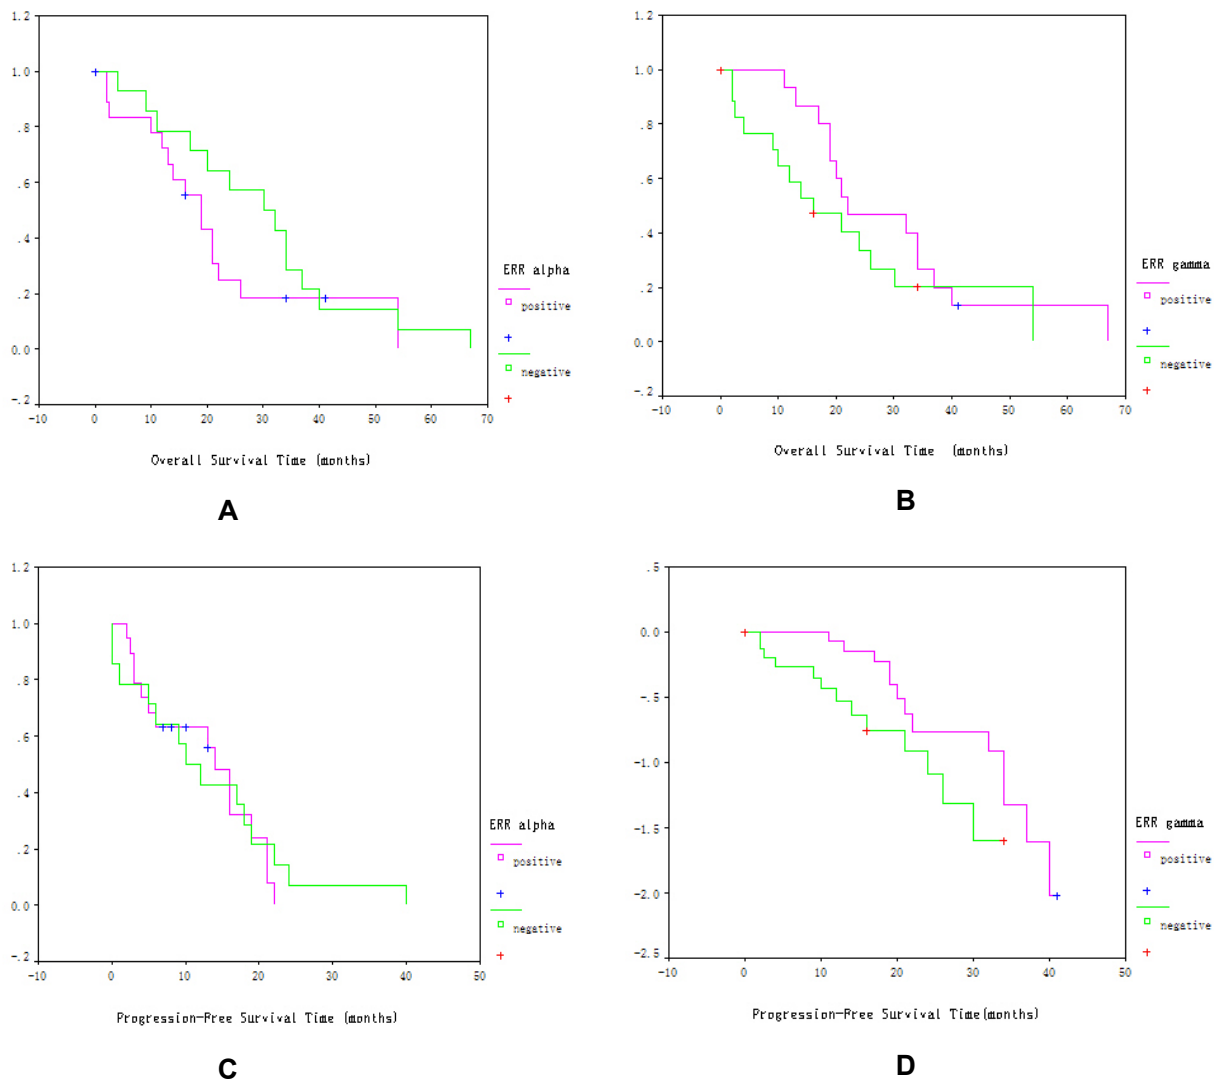 1.2
1.0
.8
.6
.4
.2
0.0
-.2
-10 0 10 20 30 40 50 60 70
Overall Survival Time (months)
ERR alpha
positive
negative
A
1.2
1.0
.8
.6
.4
.2
0.0
-.2
-10 0 10 20 30 40 50 60 70
Overall Survival Time (months)
ERR gamma
positive
negative
B
1.2
1.0
.8
.6
.4
.2
0.0
-.2
-10 0 10 20 30 40 50
Progression-Free Survival Time (months)
ERR alpha
positive
negative
C
.5
0.0
-.5
-1.0
-1.5
-2.0
-2.5
-10 0 10 20 30 40 50
Progression-Free Survival Time(months)
ERR gamma
positive
negative
D